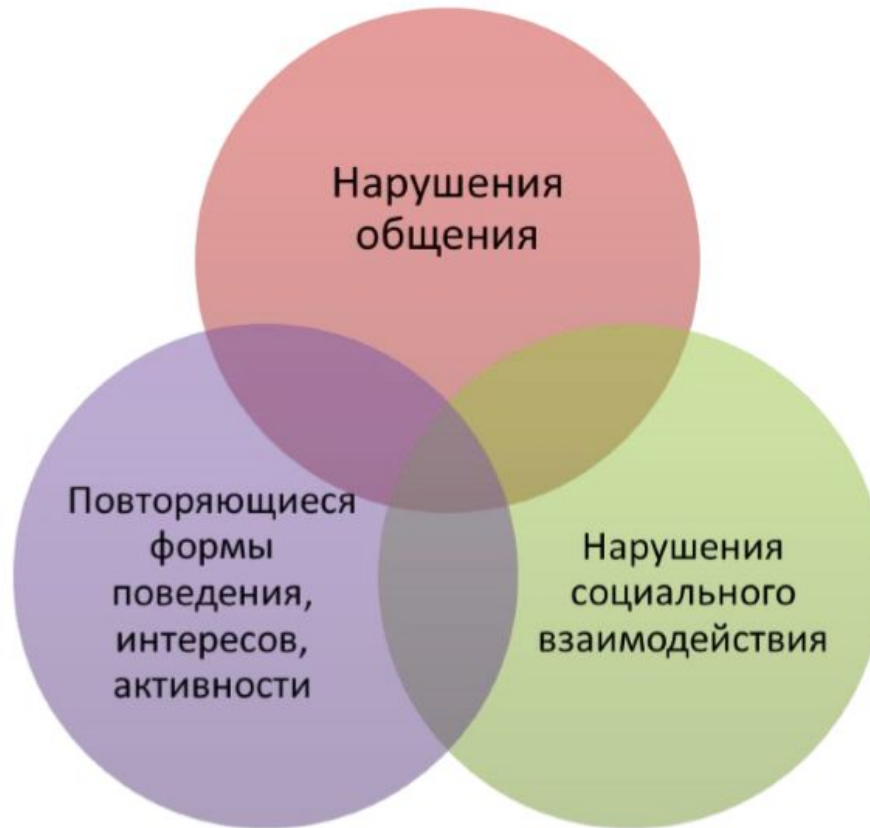 Нарушения
общения
Повторяющиеся
формы
поведения,
интересов,
активности
Нарушения
социального
взаимодействия